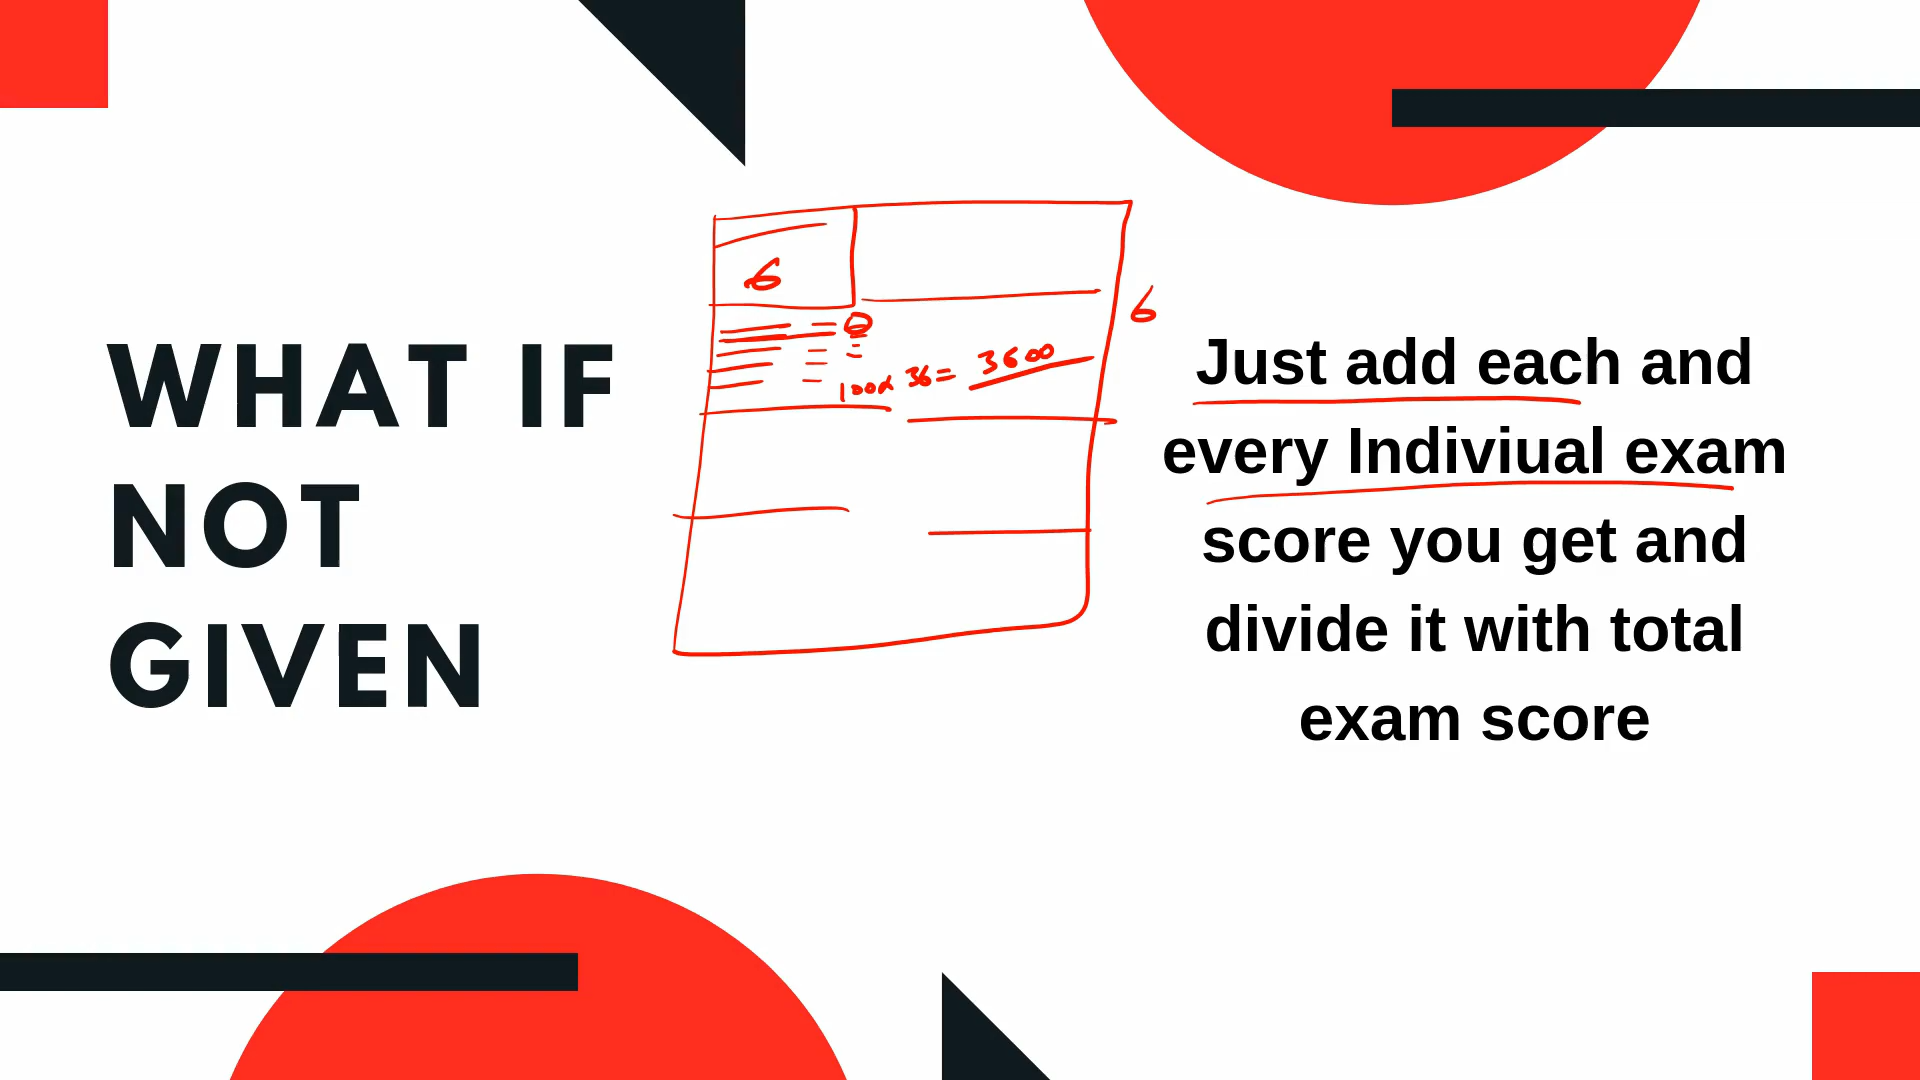 WHAT IF
NOT
GIVEN
6
6
100x 36 = 3600
Just add each and
every Indiviual exam
score you get and
divide it with total
exam score